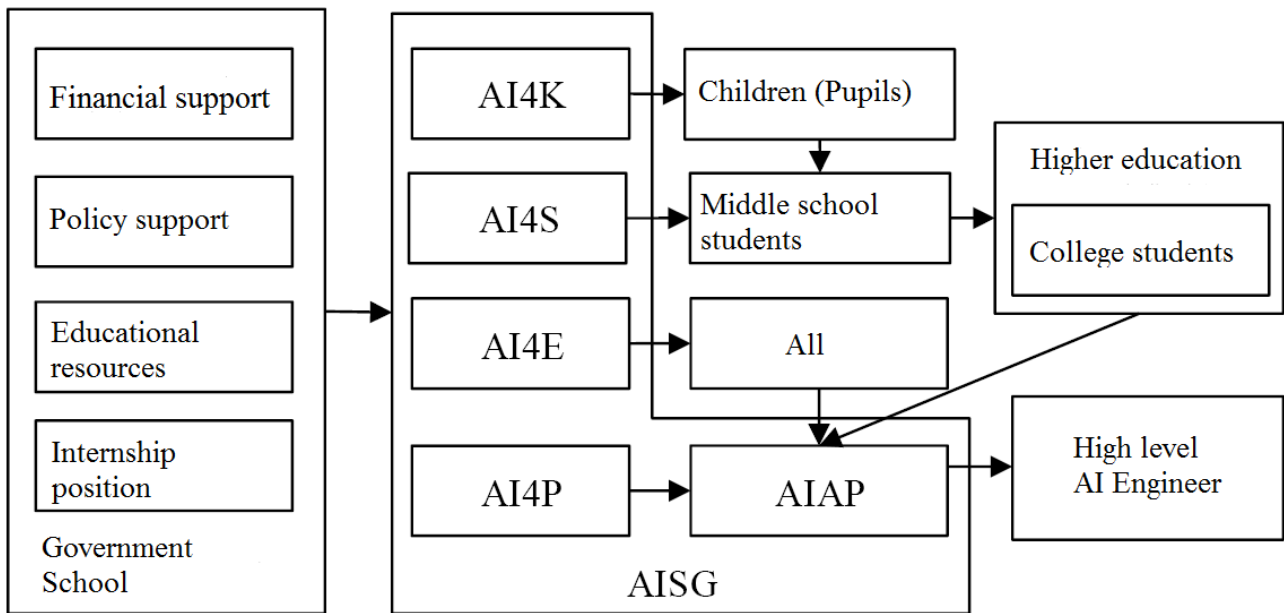 Financial support
Policy support
Educational
resources
Internship
position
Government
School
AI4K
AI4S
AI4E
AI4P
AIAP
AISG
Children (Pupils)
Middle school
students
All
Higher education
College students
High level
AI Engineer